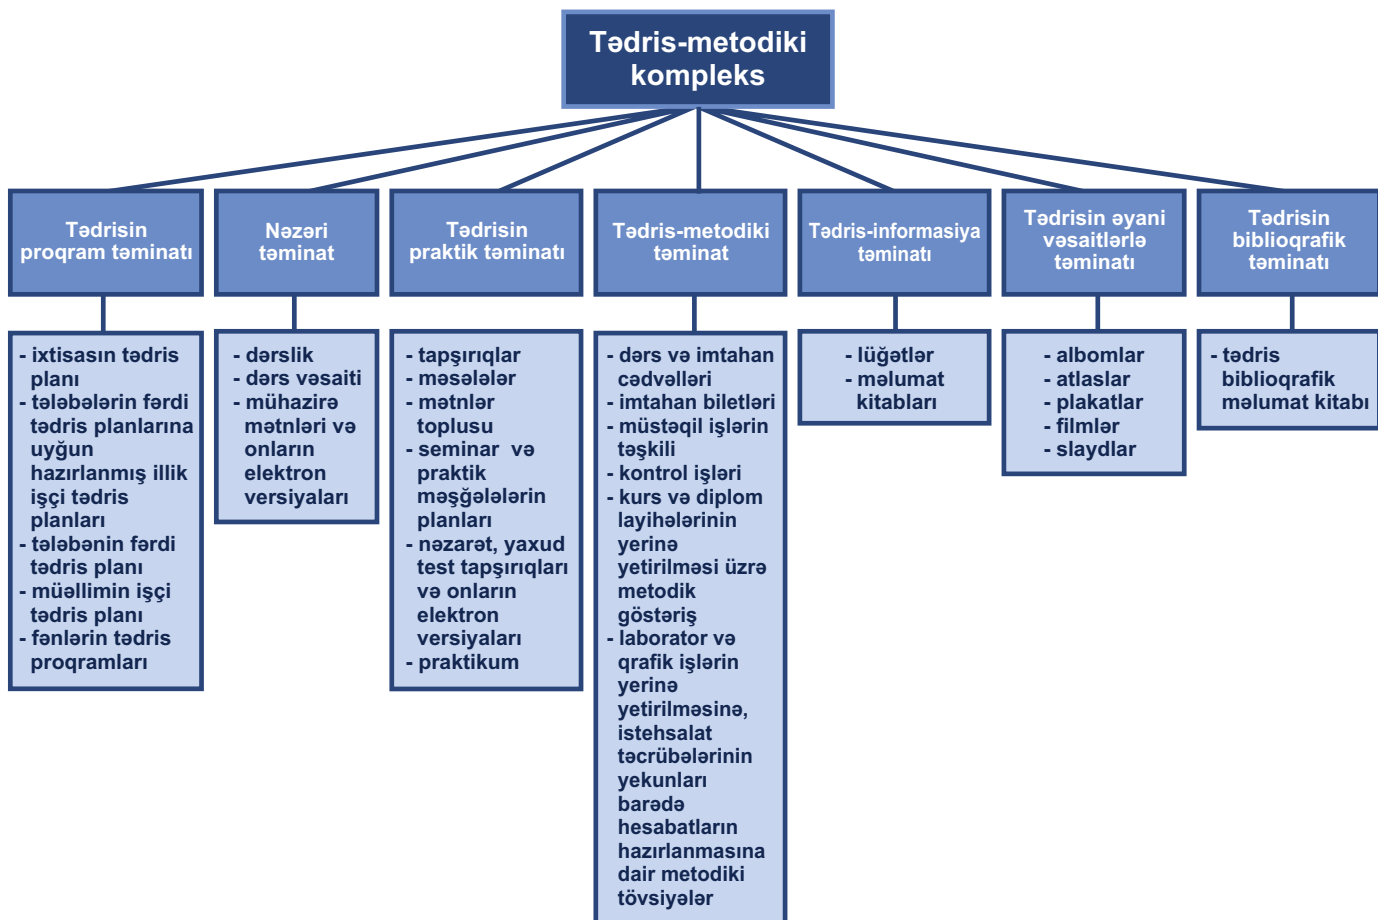 Tədris-metodiki
kompleks
Tədrisin
proqram təminatı
Nəzəri
təminat
Tədrisin
praktik təminatı
Tədris-metodiki
təminat
Tədris-informasiya
təminatı
Tədrisin əyani
vəsaitlərlə
təminatı
Tədrisin
biblioqrafik
təminatı
- ixtisasın tədris
planı
- tələbələrin fərdi
tədris planlarına
uyğun
hazırlanmış illik
işçi tədris
planları
- tələbənin fərdi
tədris planı
- müəllimin işçi
tədris planı
- fənlərin tədris
proqramları
- dərslik
- dərs vəsaiti
- mühazirə
mətnləri və
onların
elektron
versiyaları
- tapşırıqlar
- məsələlər
- mətnlər
toplusu
- seminar və
praktik
məşğələlərin
planları
- nəzarət, yaxud
test tapşırıqları
və onların
elektron
versiyaları
- praktikum
- dərs və imtahan
cədvəlləri
- imtahan biletləri
- müstəqil işlərin
təşkili
- kontrol işləri
- kurs və diplom
layihələrinin
yerinə
yetirilməsi üzrə
metodik
göstəriş
- laborator və
qrafik işlərin
yerinə
yetirilməsinə,
istehsalat
təcrübələrinin
yekunları
barədə
hesabatların
hazırlanmasına
dair metodiki
tövsiyələr
- lüğətlər
- məlumat
kitabları
- albomlar
- atlaslar
- plakatlar
- filmlər
- slaydlar
- tədris
biblioqrafik
məlumat kitabı